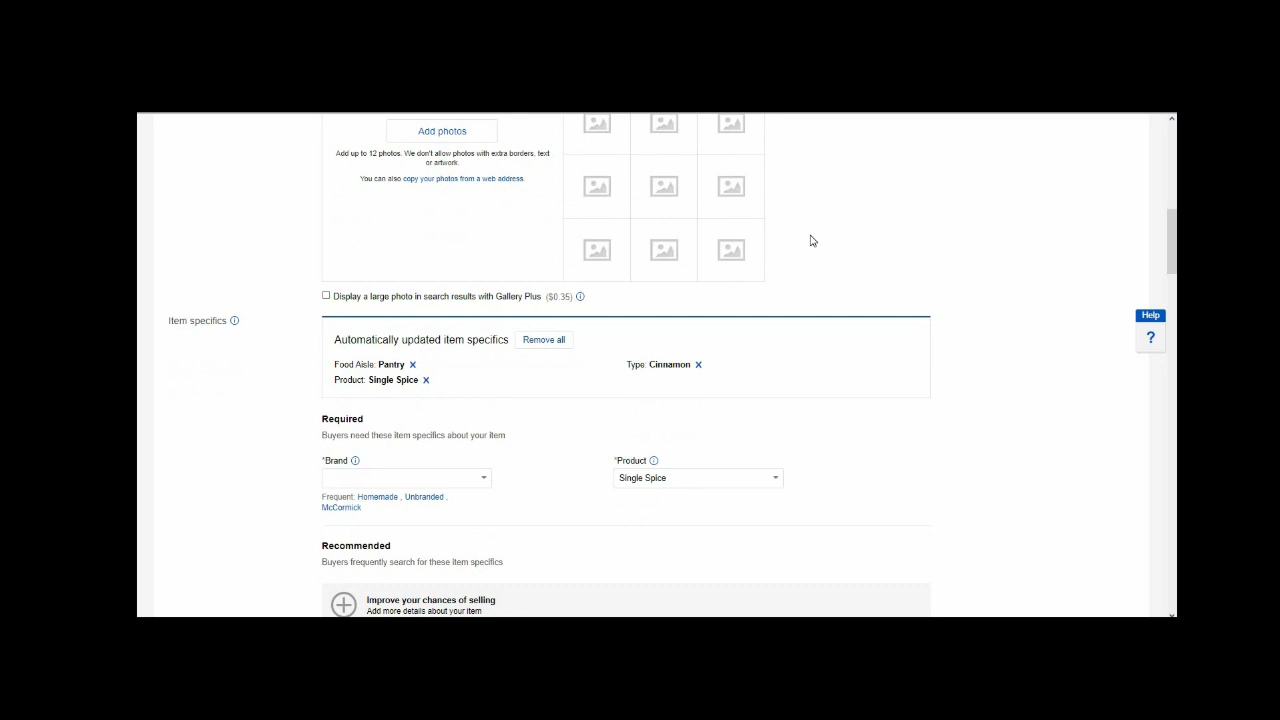 Add photos
Add up to 12 photos. We don't allow photos with extra borders, text
or artwork.
You can also copy your photos from a web address.
Display a large photo in search results with Gallery Plus ($0.35)
Item specifics
Help
?
Automatically updated item specifics Remove all
Food Aisle: Pantry X Type: Cinnamon X
Product: Single Spice X
Required
Buyers need these item specifics about your item
*Brand *Product
Single Spice
Frequent: Homemade , Unbranded ,
McCormick
Recommended
Buyers frequently search for these item specifics
Improve your chances of selling
Add more details about your item